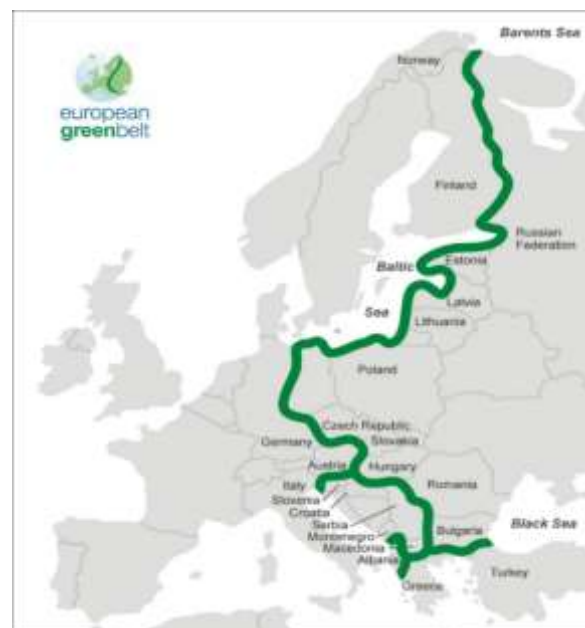 Barents Sea
Norway
european
greenbelt
Finland
Russian
Federation
Baltic
Estonia
Sea
Latvia
Lithuania
Poland
Czech Republic
Germany
Slovakia
Austria
Hungary
Italy
Romania
Slovenia
Croatia
Serbia
Black Sea
Montenegro
Bulgaria
Macedonia
Albania
Turkey
Greece